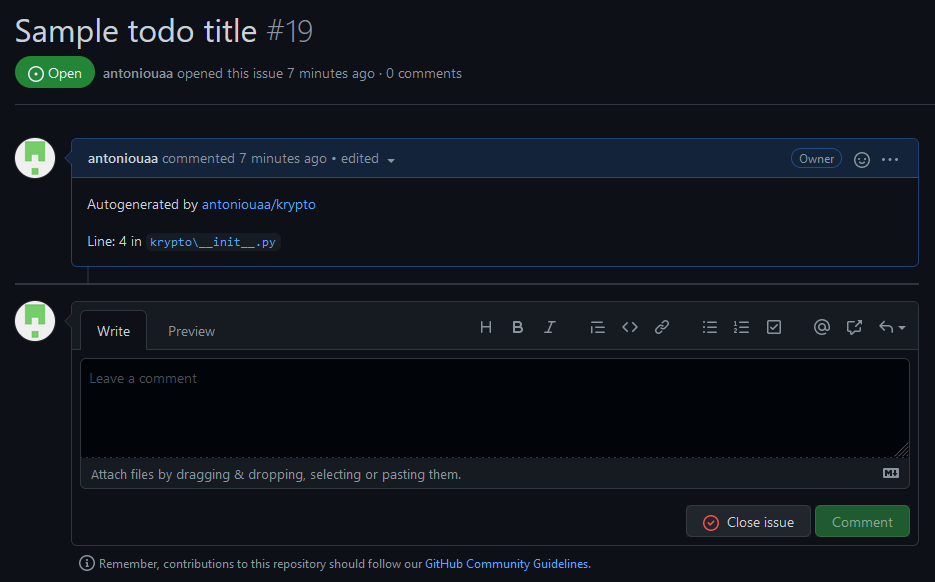 Sample todo title #19
Open antoniouaa opened this issue 7 minutes ago · 0 comments
antoniouaa commented 7 minutes ago • edited Owner
Autogenerated by antoniouaa/krypto
Line: 4 in krypto\__init__.py
Write Preview
Leave a comment
Attach files by dragging & dropping, selecting or pasting them.
Close issue Comment
Remember, contributions to this repository should follow our GitHub Community Guidelines.